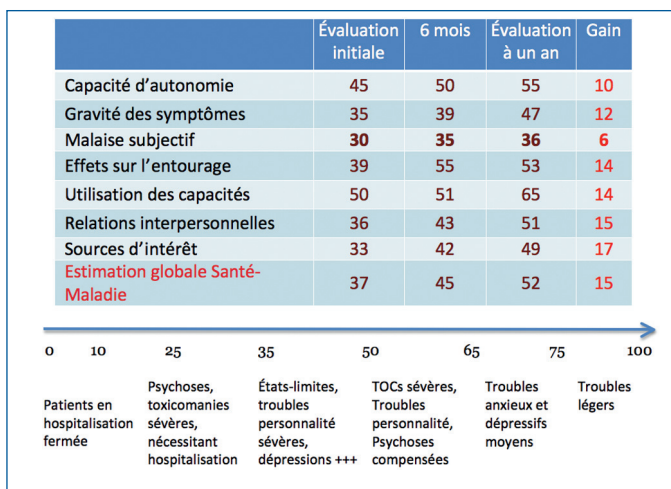 Évaluation initiale 6 mois Évaluation à un an Gain
Capacité d'autonomie 45 50 55 10
Gravité des symptômes 35 39 47 12
Malaise subjectif 30 35 36 6
Effets sur l'entourage 39 55 53 14
Utilisation des capacités 50 51 65 14
Relations interpersonnelles 36 43 51 15
Sources d'intérêt 33 42 49 17
Estimation globale Santé-
Maladie 37 45 52 15
0 10 25 35 50 65 75 100
Patients en
hospitalisation
fermée
Psychoses,
toxicomanies
sévères,
nécessitant
hospitalisation
États-limites,
troubles
personnalité
sévères,
dépressions +++
TOCs sévères,
Troubles
personnalité,
Psychoses
compensées
Troubles
anxieux et
dépressifs
moyens
Troubles
légers